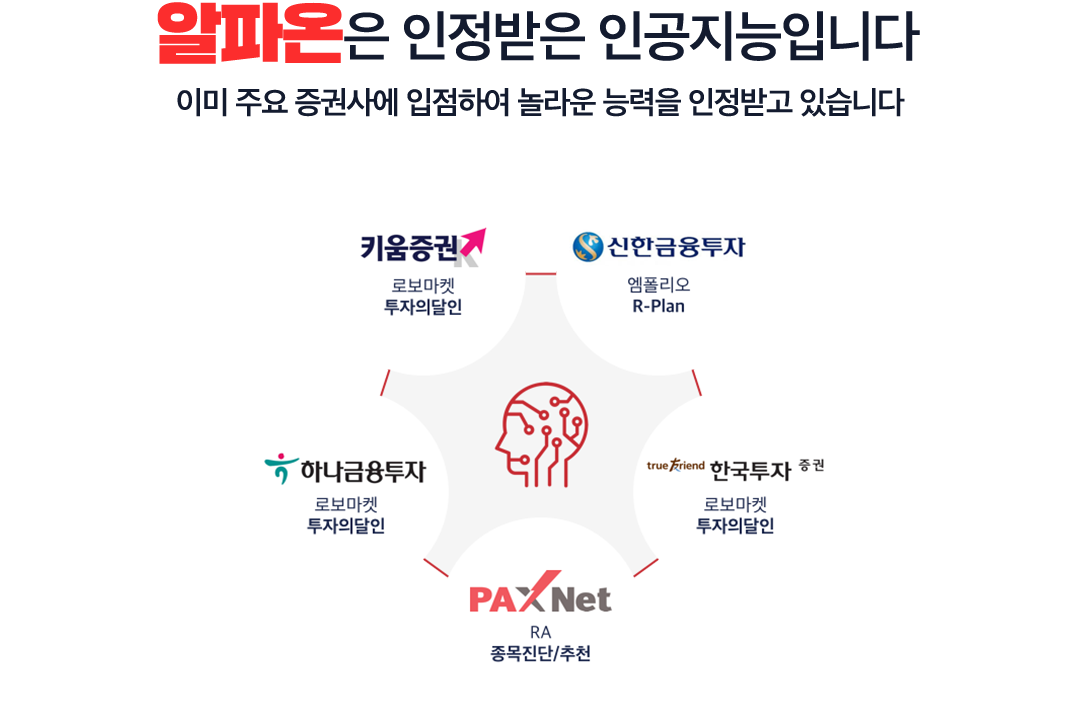 알파온은 인정받은 인공지능입니다
이미 주요 증권사에 입점하여 놀라운 능력을 인정받고 있습니다
키움증권
로보마켓
투자의달인
신한금융투자
엠폴리오
R-Plan
하나금융투자
로보마켓
투자의달인
true Friend 한국투자 증권
로보마켓
투자의달인
PAXNet
RA
종목진단/추천